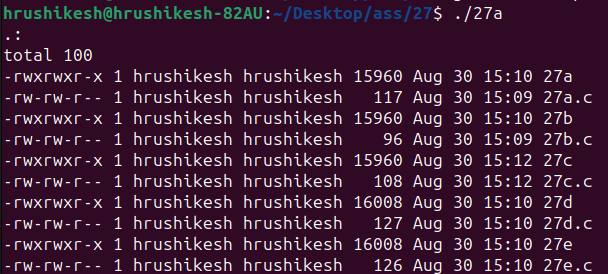 hrushikesh@hrushikesh-82AU:~/Desktop/ass/27$ ./27a
.:
total 100
-rwxrwxr-x 1 hrushikesh hrushikesh 15960 Aug 30 15:10 27a
-rw-rw-r-- 1 hrushikesh hrushikesh   117 Aug 30 15:09 27a.c
-rwxrwxr-x 1 hrushikesh hrushikesh 15960 Aug 30 15:10 27b
-rw-rw-r-- 1 hrushikesh hrushikesh    96 Aug 30 15:09 27b.c
-rwxrwxr-x 1 hrushikesh hrushikesh 15960 Aug 30 15:12 27c
-rw-rw-r-- 1 hrushikesh hrushikesh   108 Aug 30 15:12 27c.c
-rwxrwxr-x 1 hrushikesh hrushikesh 16008 Aug 30 15:10 27d
-rw-rw-r-- 1 hrushikesh hrushikesh   127 Aug 30 15:10 27d.c
-rwxrwxr-x 1 hrushikesh hrushikesh 16008 Aug 30 15:10 27e
-rw-rw-r-- 1 hrushikesh hrushikesh   126 Aug 30 15:09 27e.c